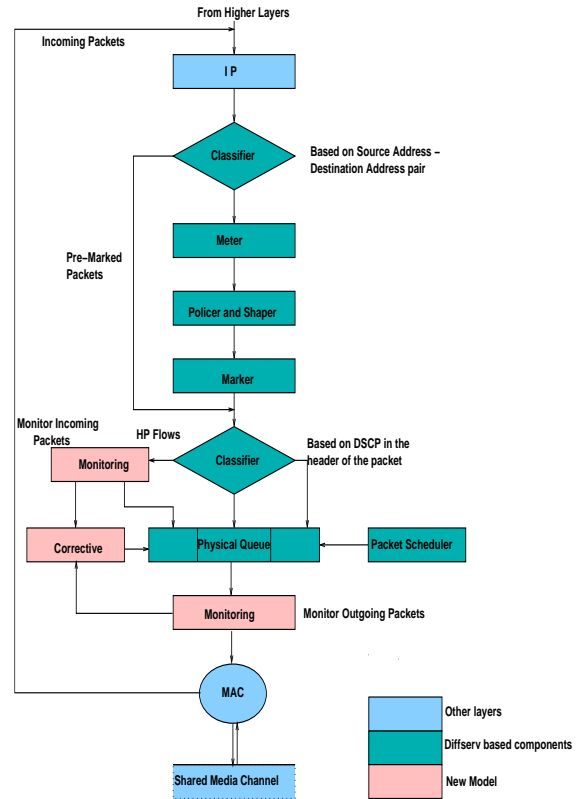 From Higher Layers
Incoming Packets
I P
Classifier
Based on Source Address –
Destination Address pair
Pre–Marked
Packets
Meter
Policer and Shaper
Marker
Monitor Incoming
Packets
HP Flows
Classifier
Based on DSCP in the
header of the packet
Monitoring
Corrective
Physical Queue
Packet Scheduler
Monitoring
Monitor Outgoing Packets
MAC
Shared Media Channel
Other layers
Diffserv based components
New Model